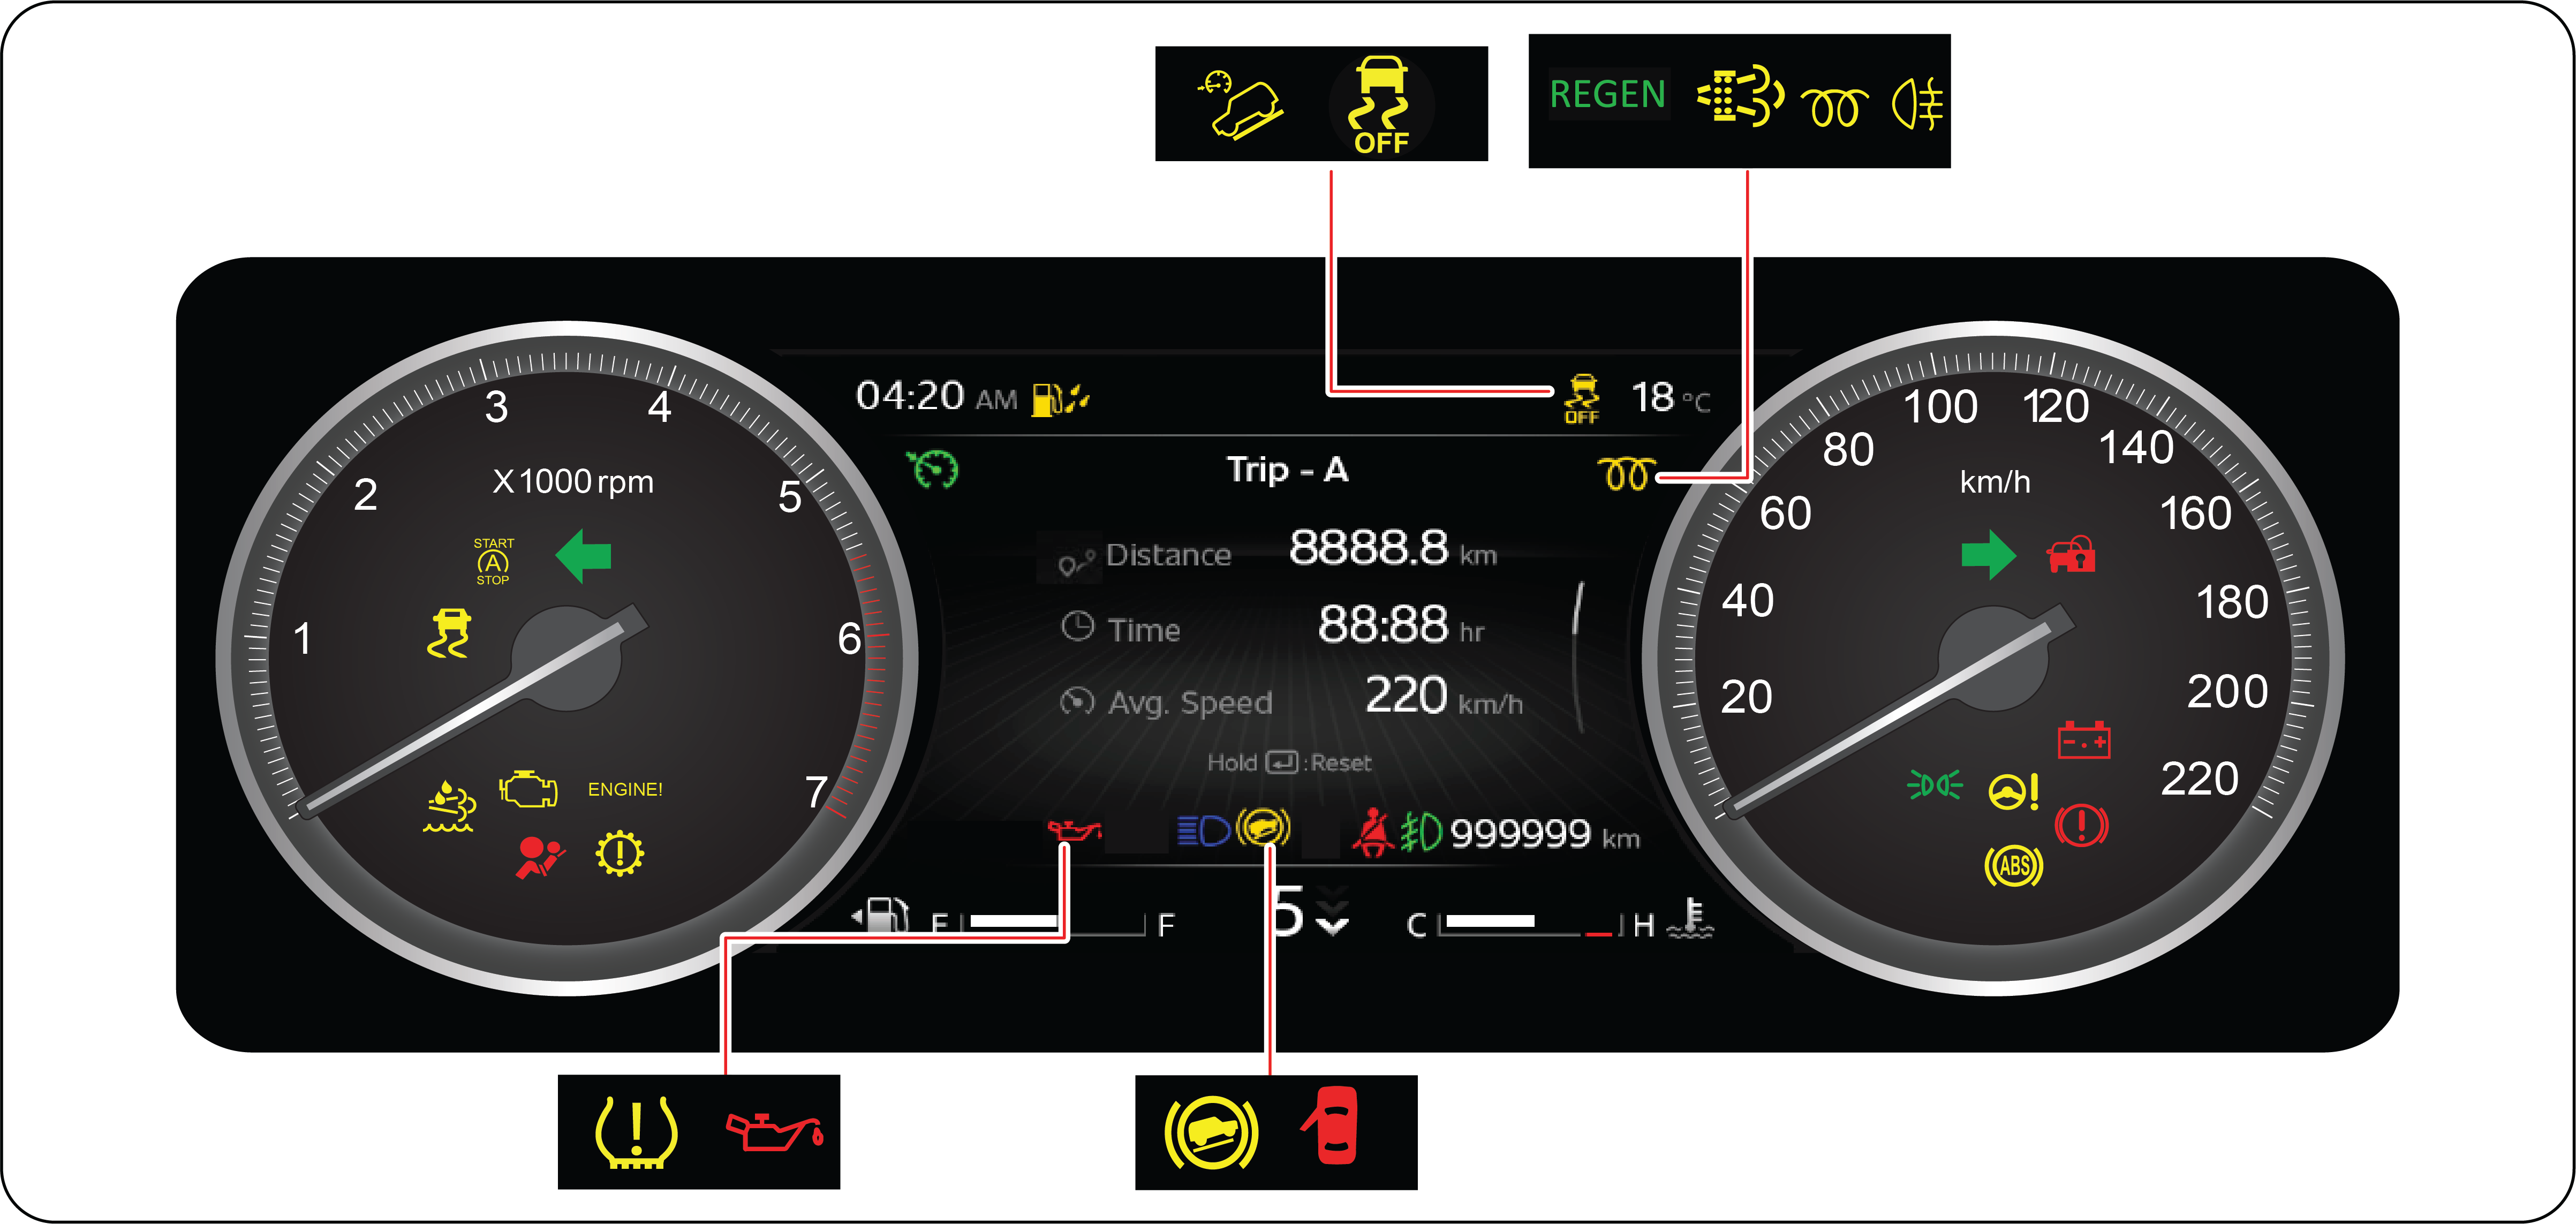 OFF
REGEN
04:20 AM
OFF
18 °C
Trip - A
Distance 8888.8 km
Time 88:88 hr
Avg. Speed 220 km/h
Hold :Reset
999999 km
E F
5
C H
X1000 rpm
1
2
3
4
5
6
7
START
A
STOP
ENGINE!
km/h
20
40
60
80
100
120
140
160
180
200
220
ABS